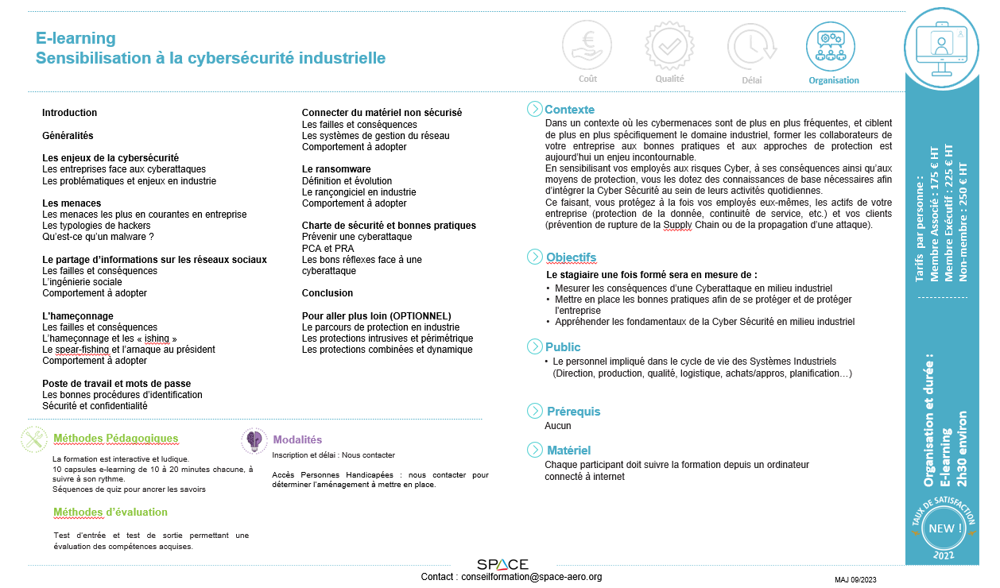 E-learning
Sensibilisation à la cybersécurité industrielle
Coût
Qualité
Délai
Organisation
Introduction
Généralités
Les enjeux de la cybersécurité
Les entreprises face aux cyberattaques
Les problématiques et enjeux en industrie
Les menaces
Les menaces les plus en courantes en entreprise
Les typologies de hackers
Qu'est-ce qu'un malware ?
Le partage d'informations sur les réseaux sociaux
Les failles et conséquences
L'ingénierie sociale
Comportement à adopter
L'hameçonnage
Les failles et conséquences
L'hameçonnage et les « ishing »
Le spear-fishing et l'arnaque au président
Comportement à adopter
Poste de travail et mots de passe
Les bonnes procédures d'identification
Sécurité et confidentialité
Connecter du matériel non sécurisé
Les failles et conséquences
Les systèmes de gestion du réseau
Comportement à adopter
Le ransomware
Définition et évolution
Le rançongiciel en industrie
Comportement à adopter
Charte de sécurité et bonnes pratiques
Prévenir une cyberattaque
PCA et PRA
Les bons réflexes face à une
cyberattaque
Conclusion
Pour aller plus loin (OPTIONNEL)
Le parcours de protection en industrie
Les protections intrusives et périmétrique
Les protections combinées et dynamique
Méthodes Pédagogiques
La formation est interactive et ludique.
10 capsules e-learning de 10 à 20 minutes chacune, à
suivre à son rythme.
Séquences de quiz pour ancrer les savoirs
Méthodes d'évaluation
Test d'entrée et test de sortie permettant une
évaluation des compétences acquises.
Modalités
Inscription et délai : Nous contacter
Accès Personnes Handicapées : nous contacter pour
déterminer l'aménagement à mettre en place.
Contexte
Dans un contexte où les cybermenaces sont de plus en plus fréquentes, et ciblent
de plus en plus spécifiquement le domaine industriel, former les collaborateurs de
votre entreprise aux bonnes pratiques et aux approches de protection est
aujourd'hui un enjeu incontournable.
En sensibilisant vos employés aux risques Cyber, à ses conséquences ainsi qu'aux
moyens de protection, vous les dotez des connaissances de base nécessaires afin
d'intégrer la Cyber Sécurité au sein de leurs activités quotidiennes.
Ce faisant, vous protégez à la fois vos employés eux-mêmes, les actifs de votre
entreprise (protection de la donnée, continuité de service, etc.) et vos clients
(prévention de rupture de la Supply Chain ou de la propagation d'une attaque).
Objectifs
Le stagiaire une fois formé sera en mesure de :
• Mesurer les conséquences d'une Cyberattaque en milieu industriel
• Mettre en place les bonnes pratiques afin de se protéger et de protéger
l'entreprise
• Appréhender les fondamentaux de la Cyber Sécurité en milieu industriel
Public
• Le personnel impliqué dans le cycle de vie des Systèmes Industriels
(Direction, production, qualité, logistique, achats/appros, planification…)
Prérequis
Aucun
Matériel
Chaque participant doit suivre la formation depuis un ordinateur
connecté à internet
Tarifs par personne :
Membre Associé : 175 € HT
Membre Exécutif : 225 € HT
Non-membre : 250 € HT
Organisation et durée :
E-learning
2h30 environ
TAUX DE SATISFACTION
NEW !
2022
SPACE
Contact : conseilformation@space-aero.org
MAJ 09/2023